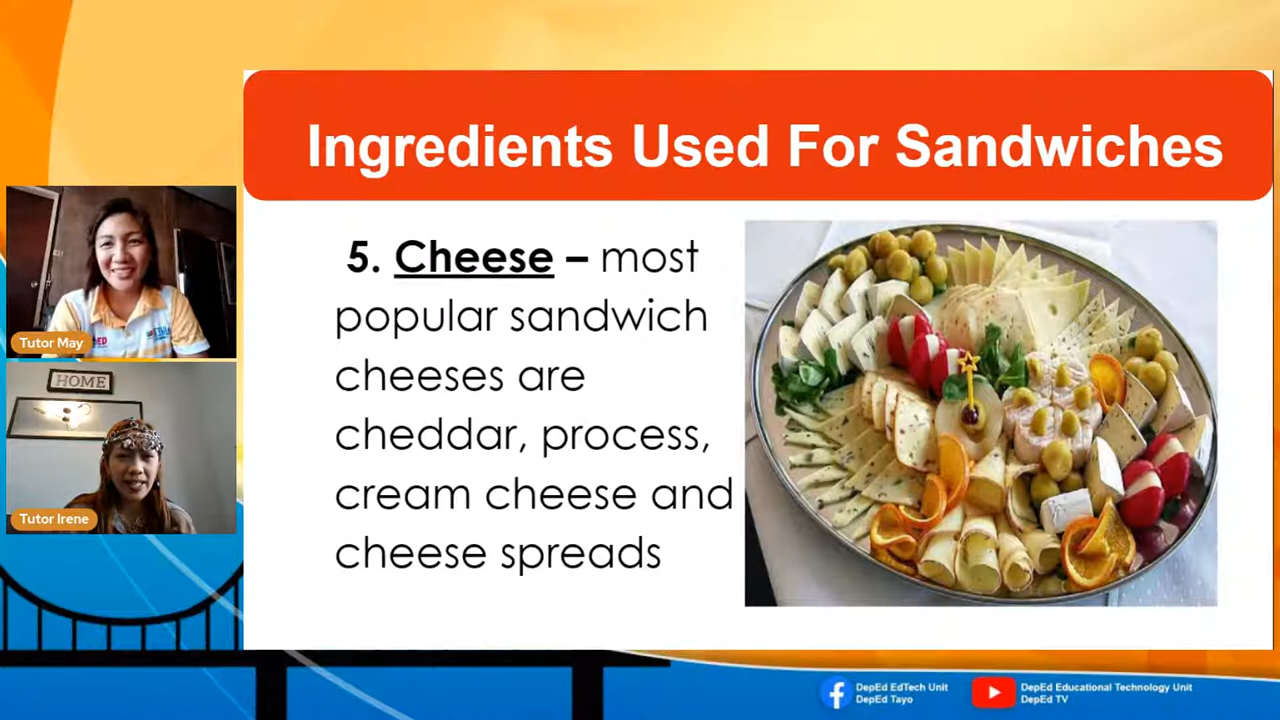 Ingredients Used For Sandwiches
5. Cheese – most
popular sandwich
cheeses are
cheddar, process,
cream cheese and
cheese spreads
Tutor May
HOME
Tutor Irene
DepEd EdTech Unit
DepEd Tayo
DepEd Educational Technology Unit
DepEd TV